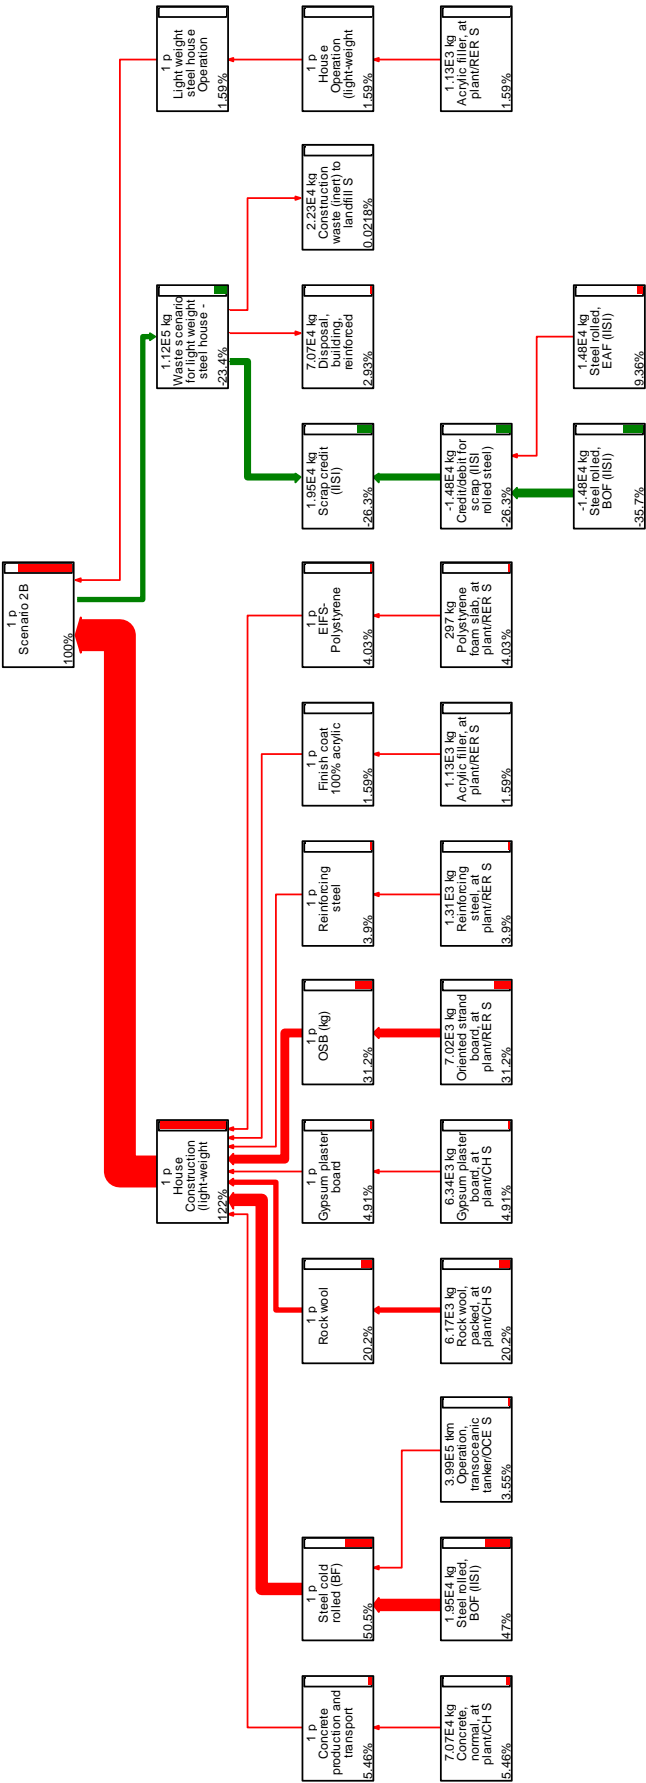 1 p
Scenario 2B
100%
1 p
House
Construction
(light-weight
122%
1.12E5 kg
Waste scenario
for light weight
steel house -
-23.4%
1 p
Light weight
steel house
Operation
1.59%
1 p
Concrete
production and
transport
5.46%
1 p
Steel cold
rolled (BF)
50.5%
1 p
Rock wool
20.2%
1 p
Gypsum plaster
board
4.91%
1 p
OSB (kg)
31.2%
1 p
Reinforcing
steel
3.9%
1 p
Finish coat
100% acrylic
1.59%
1 p
EIFS-
Polystyrene
4.03%
1.95E4 kg
Scrap credit
(IISI)
-26.3%
7.07E4 kg
Disposal,
building,
reinforced
2.93%
2.23E4 kg
Construction
waste (inert) to
landfill S
0.0218%
1 p
House
Operation
(light-weight
1.59%
7.07E4 kg
Concrete,
normal, at
plant/CH S
5.46%
1.95E4 kg
Steel rolled,
BOF (IISI)
47%
3.99E5 tkm
Operation,
transoceanic
tanker/OCE S
3.55%
6.17E3 kg
Rock wool,
packed, at
plant/CH S
20.2%
6.34E3 kg
Gypsum plaster
board, at
plant/CH S
4.91%
7.02E3 kg
Oriented strand
board, at
plant/RER S
31.2%
1.31E3 kg
Reinforcing
steel, at
plant/RER S
3.9%
1.13E3 kg
Acrylic filler, at
plant/RER S
1.59%
297 kg
Polystyrene
foam slab, at
plant/RER S
4.03%
-1.48E4 kg
Credit/debit for
scrap (IISI
rolled steel)
-26.3%
1.13E3 kg
Acrylic filler, at
plant/RER S
1.59%
-1.48E4 kg
Steel rolled,
BOF (IISI)
-35.7%
1.48E4 kg
Steel rolled,
EAF (IISI)
9.36%